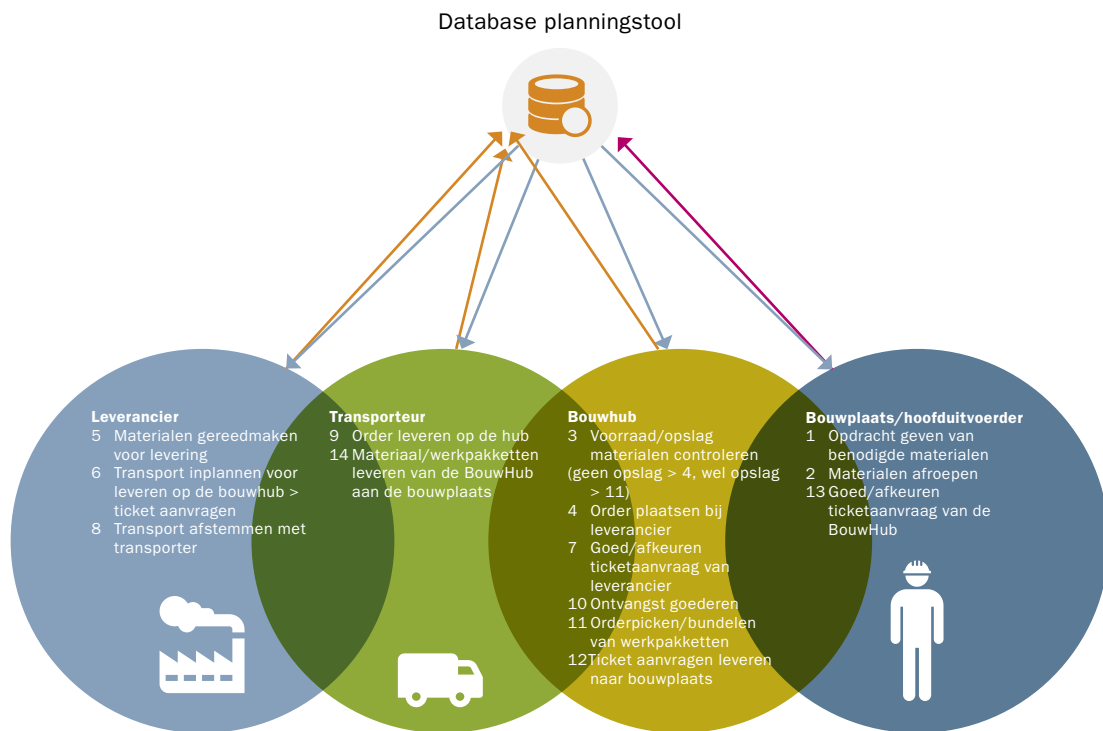 Database planningstool
Leverancier
5 Materialen gereedmaken
voor levering
6 Transport inplannen voor
leveren op de bouwhub >
ticket aanvragen
8 Transport afstemmen met
transporter
Transporteur
9 Order leveren op de hub
14 Materiaal/werkpakketten
leveren van de BouwHub
aan de bouwplaats
Bouwhub
3 Voorraad/opslag
materialen controleren
(geen opslag > 4, wel opslag
> 11)
4 Order plaatsen bij
leverancier
7 Goed/afkeuren
ticketaanvraag van
leverancier
10 Ontvangst goederen
11 Orderpicken/bundelen
van werkpakketten
12Ticket aanvragen leveren
naar bouwplaats
Bouwplaats/hoofduitvoerder
1 Opdracht geven van
benodigde materialen
2 Materialen afroepen
13 Goed/afkeuren
ticketaanvraag van de
BouwHub